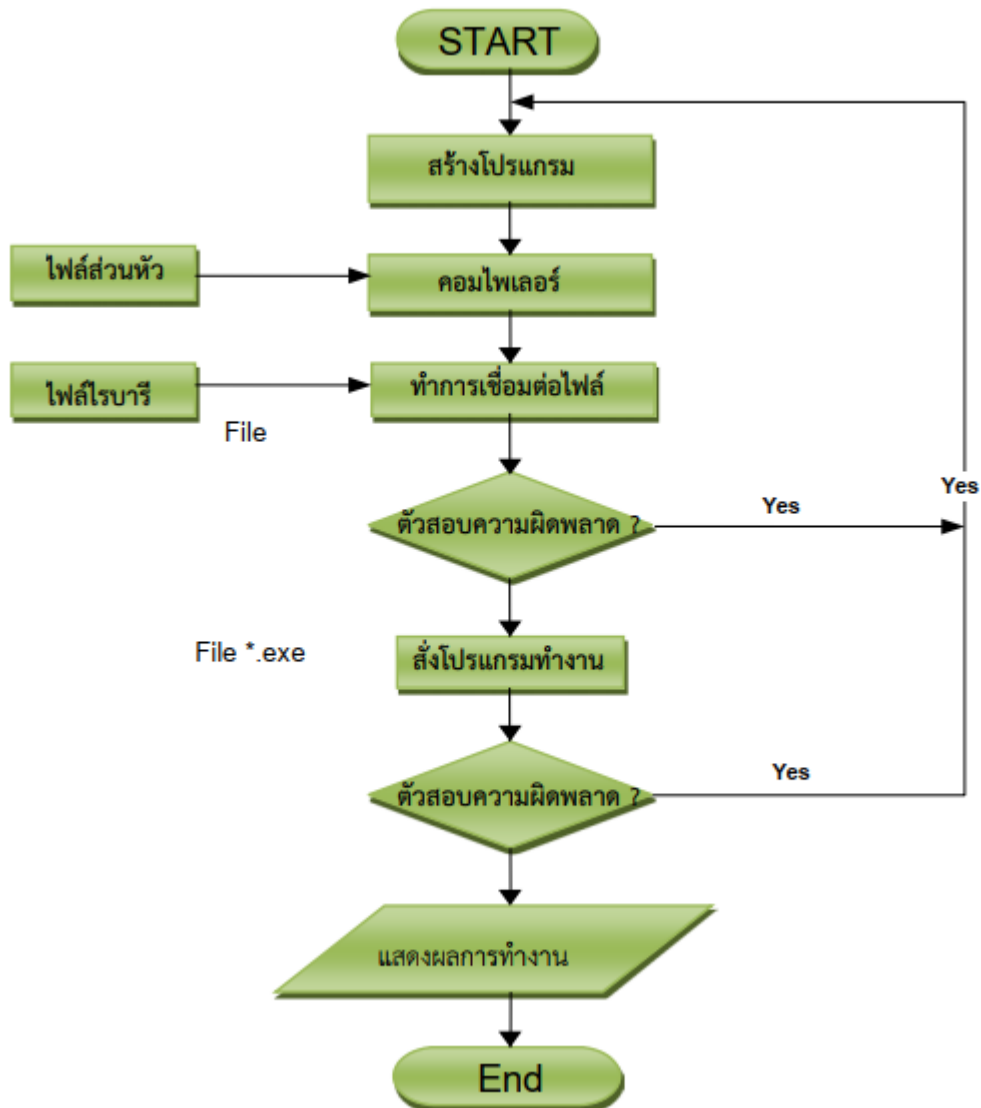 START
สร้างโปรแกรม
ไฟล์ส่วนหัว
คอมไพเลอร์
ไฟล์ไรบารี
ทำการเชื่อมต่อไฟล์
File
ตัวสอบความผิดพลาด ?
Yes
Yes
File *.exe
สั่งโปรแกรมทำงาน
ตัวสอบความผิดพลาด ?
Yes
แสดงผลการทำงาน
End